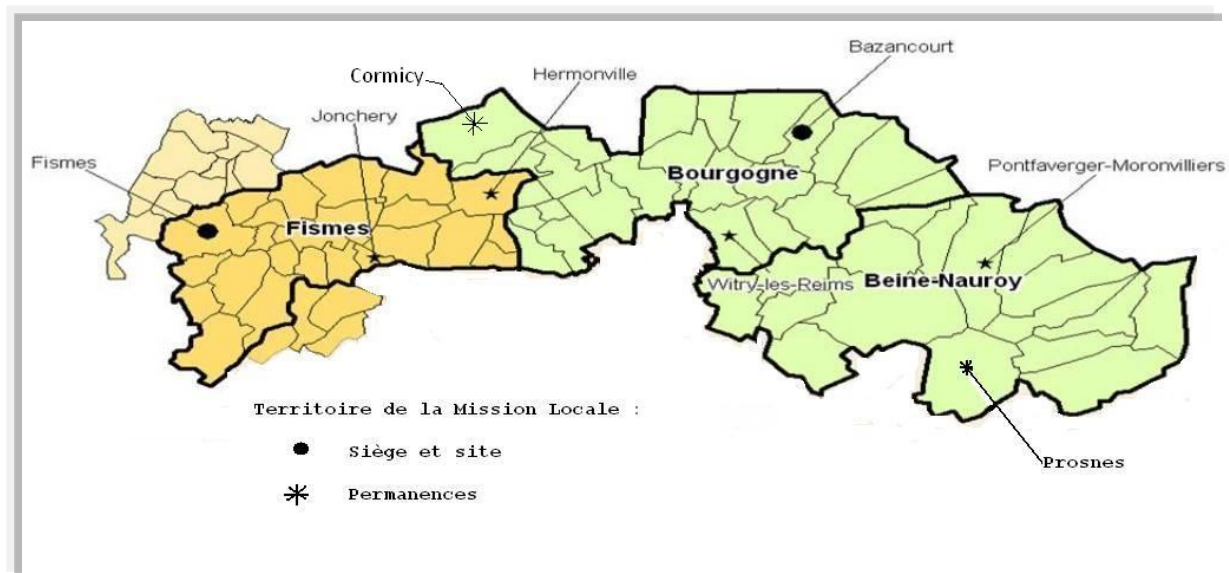 Bazancourt
Cormicy
Hermonville
Jonchery
Fismes
Pontfaverger-Moronvilliers
Bourgogne
Fismes
Witry-les-Reims
Beine-Nauroy
Territoire de la Mission Locale :
Siège et site
Prosnes
Permanences